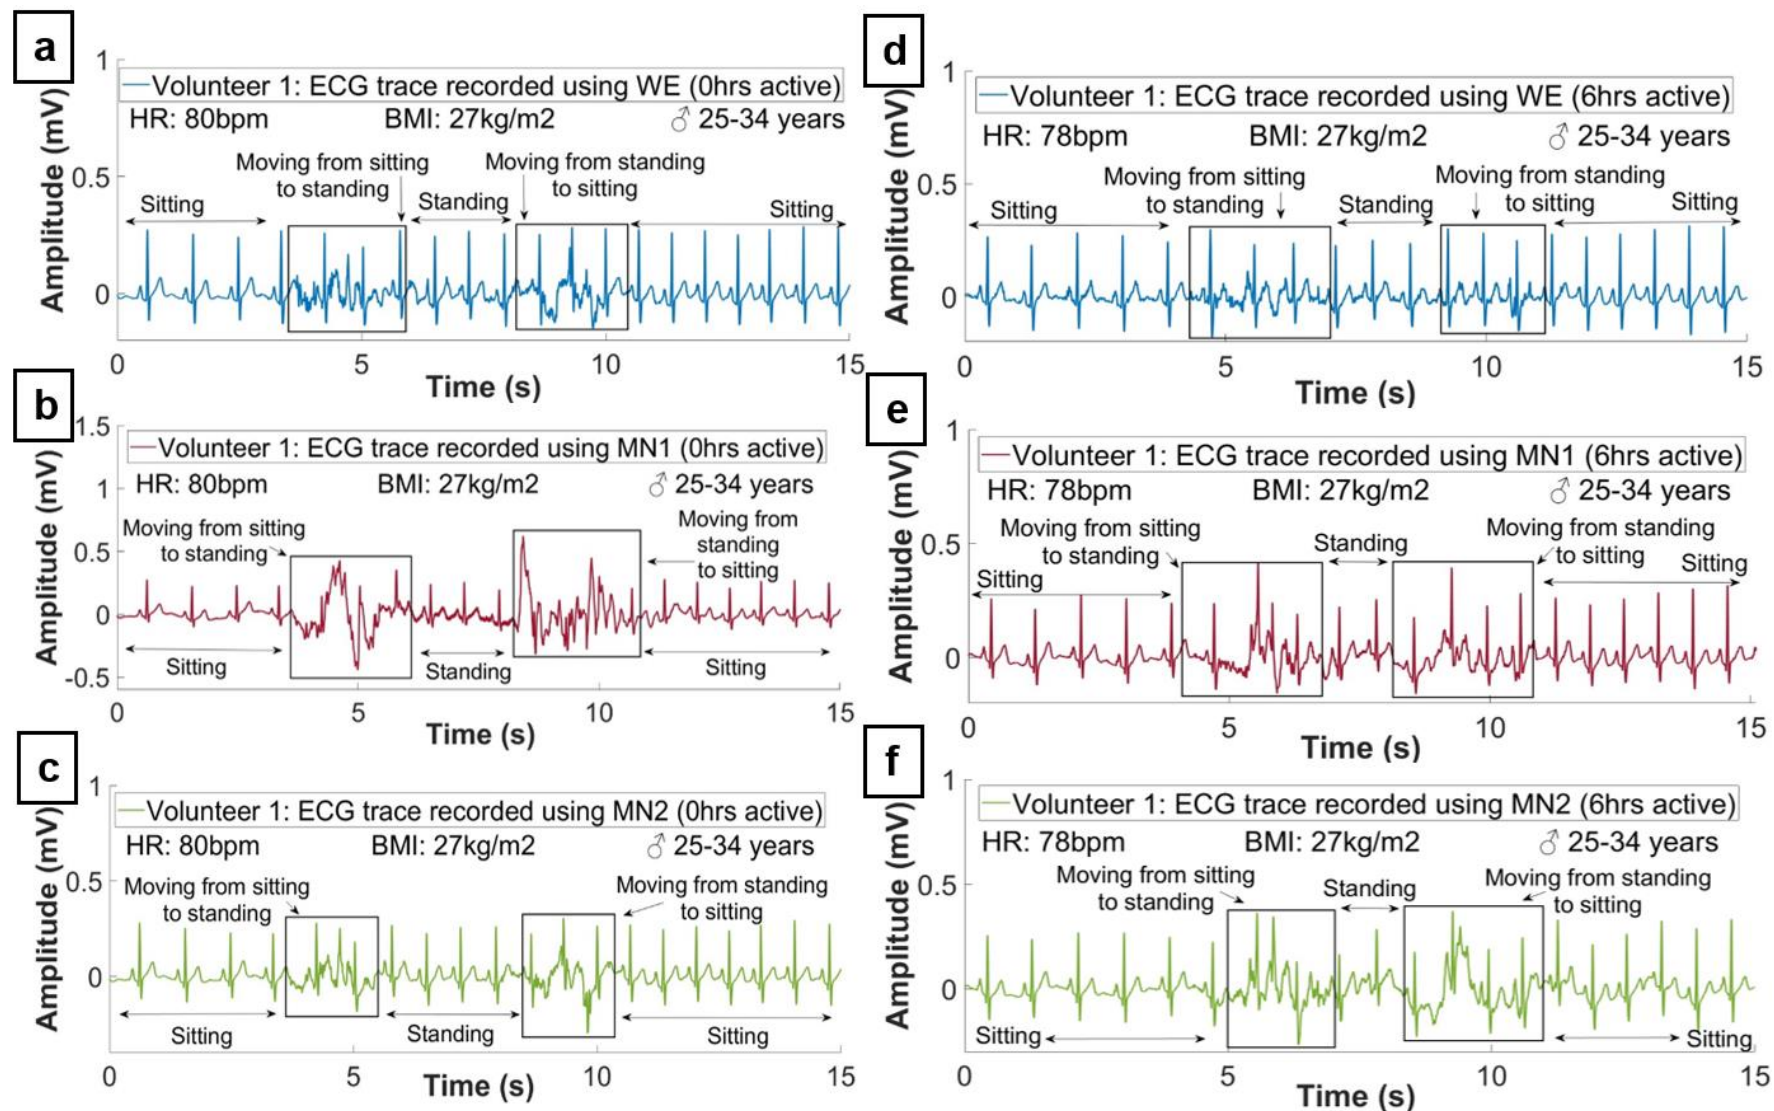 a
1
Volunteer 1: ECG trace recorded using WE (0hrs active)
HR: 80bpm BMI: 27kg/m2 ♂ 25-34 years
Moving from sitting
to standing
Moving from standing
to sitting
0.5
Sitting
Standing
Sitting
0
Amplitude (mV)
0 5 10 15
Time (s)
b
1.5
Volunteer 1: ECG trace recorded using MN1 (0hrs active)
1
HR: 80bpm BMI: 27kg/m2 ♂ 25-34 years
Moving from sitting
to standing
Moving from
standing
to sitting
0.5
0
Sitting
Standing
Sitting
-0.5
Amplitude (mV)
0 5 10 15
Time (s)
c
1
Volunteer 1: ECG trace recorded using MN2 (0hrs active)
HR: 80bpm BMI: 27kg/m2 ♂ 25-34 years
0.5
Moving from sitting
to standing
Moving from standing
to sitting
0
Sitting
Standing
Sitting
Amplitude (mV)
0 5 10 15
Time (s)
d
1
Volunteer 1: ECG trace recorded using WE (6hrs active)
HR: 78bpm BMI: 27kg/m2 ♂ 25-34 years
Moving from sitting
to standing
Moving from standing
to sitting
0.5
Sitting
Standing
Sitting
0
Amplitude (mV)
0 5 10 15
Time (s)
e
1
Volunteer 1: ECG trace recorded using MN1 (6hrs active)
HR: 78bpm BMI: 27kg/m2 ♂ 25-34 years
Moving from sitting
to standing
Moving from standing
to sitting
0.5
Sitting
Standing
Sitting
0
Amplitude (mV)
0 5 10 15
Time (s)
f
1
Volunteer 1: ECG trace recorded using MN2 (6hrs active)
HR: 78bpm BMI: 27kg/m2 ♂ 25-34 years
Moving from sitting
to standing
Standing
Moving from standing
to sitting
0.5
0
Sitting
Sitting
Amplitude (mV)
0 5 10 15
Time (s)